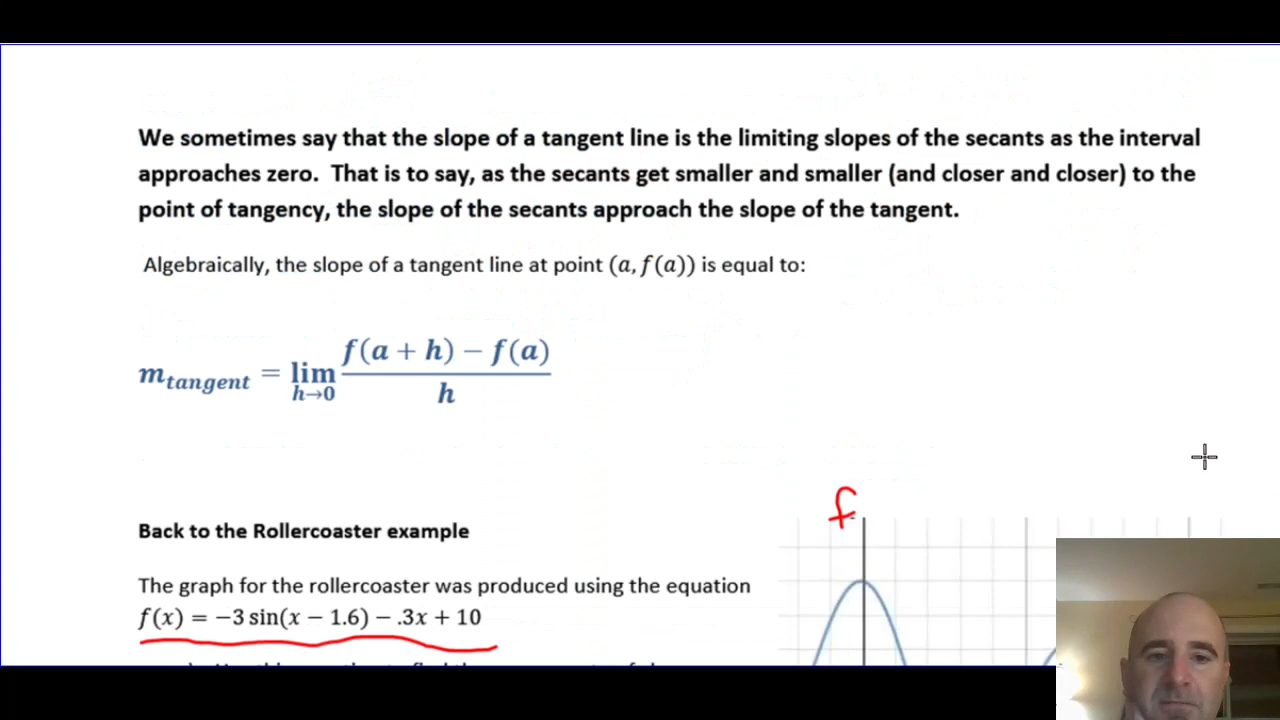 We sometimes say that the slope of a tangent line is the limiting slopes of the secants as the interval
approaches zero.  That is to say, as the secants get smaller and smaller (and closer and closer) to the
point of tangency, the slope of the secants approach the slope of the tangent.
Algebraically, the slope of a tangent line at point (a, f(a)) is equal to:
m_tangent = lim_{h→0} (f(a + h) − f(a)) / h
f
Back to the Rollercoaster example
The graph for the rollercoaster was produced using the equation
f(x) = −3 sin(x − 1.6) − .3x + 10